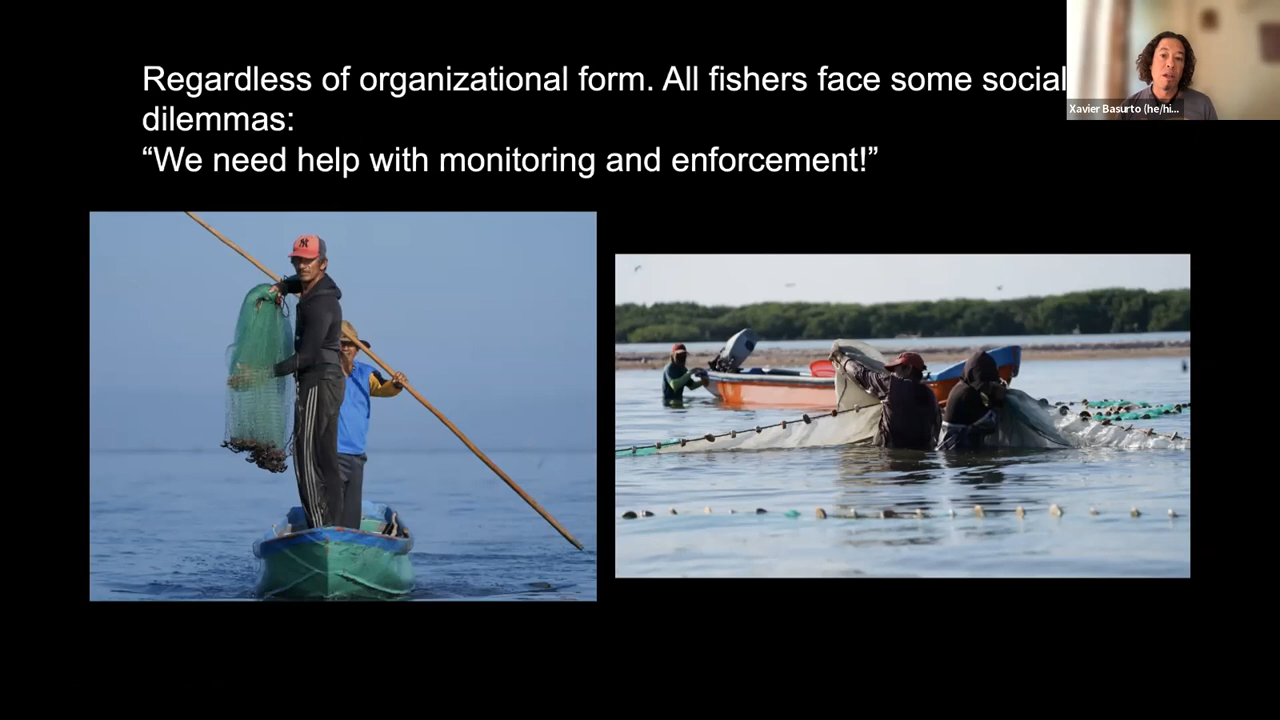 Regardless of organizational form. All fishers face some social
dilemmas:
“We need help with monitoring and enforcement!”
Xavier Basurto (he/hi...